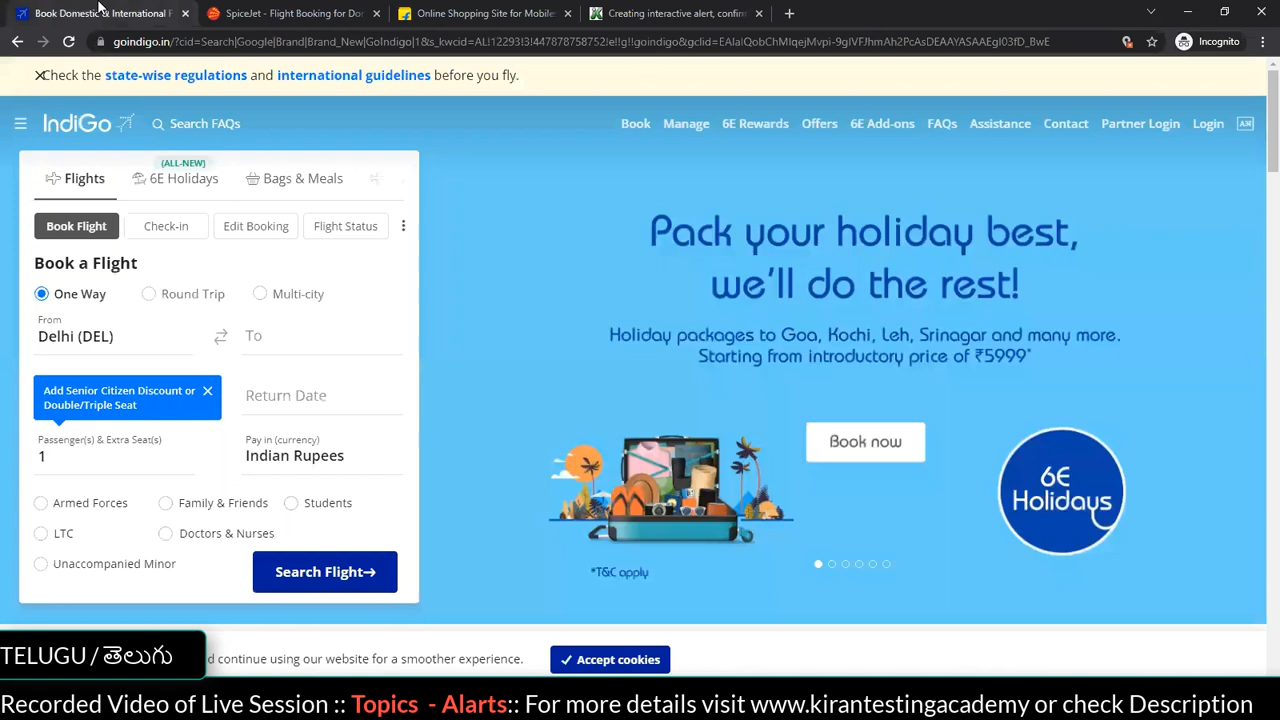 Book Domestic & International F
SpiceJet - Flight Booking for Dor
Online Shopping Site for Mobile
Creating interactive alert, confirm
goindigo.in/?cid=Search|Google|Brand|Brand_New|GoIndigo|1&s_kwcid=AL!12293!3!447878758752!e!!g!!goindigo&gclid=EAIaIQobChMIqejMvpi-9gIVFJhmAh2PcAsDEAAYASAAEgI03fD_BwE
Incognito
Check the state-wise regulations and international guidelines before you fly.
IndiGo
Search FAQs
Book Manage 6E Rewards Offers 6E Add-ons FAQs Assistance Contact Partner Login Login
(ALL-NEW)
Flights 6E Holidays Bags & Meals
Book Flight Check-in Edit Booking Flight Status
Book a Flight
One Way Round Trip Multi-city
From
Delhi (DEL) To
Add Senior Citizen Discount or
Double/Triple Seat
Return Date
Passenger(s) & Extra Seat(s) Pay in (currency)
1 Indian Rupees
Armed Forces Family & Friends Students
LTC Doctors & Nurses
Unaccompanied Minor
Search Flight→
Pack your holiday best,
we'll do the rest!
Holiday packages to Goa, Kochi, Leh, Srinagar and many more.
Starting from introductory price of ₹5999*
Book now
6E
Holidays
*T&C apply
TELUGU / తెలుగు
d continue using our website for a smoother experience.
Accept cookies
Recorded Video of Live Session :: Topics - Alarts:: For more details visit www.kirantestingacademy or check Description